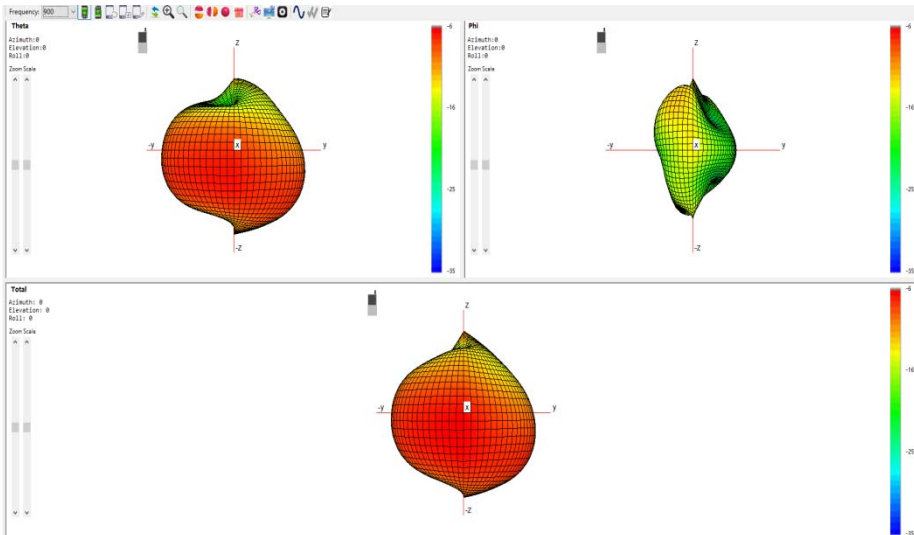 Frequency: 900
Theta
Azimuth:0
Elevation:0
Roll:0
Zoom Scale
z
-y
x
y
-z
-6
-16
-25
-35
Phi
Azimuth:0
Elevation:0
Roll:0
Zoom Scale
z
-y
x
y
-z
-6
-16
-25
-35
Total
Azimuth: 0
Elevation: 0
Roll: 0
Zoom Scale
z
-y
x
y
-z
-6
-16
-25
-35